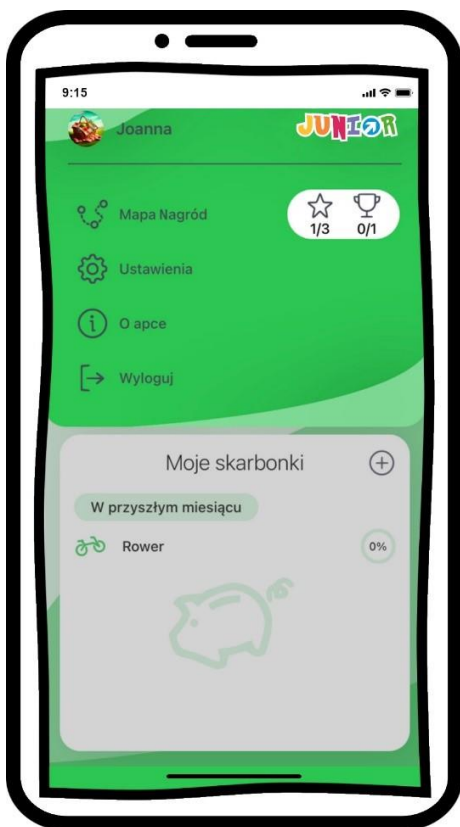 9:15
Joanna
JUNIOR
Mapa Nagród
1/3 0/1
Ustawienia
O apce
Wyloguj
Moje skarbonki
W przyszłym miesiącu
Rower
0%